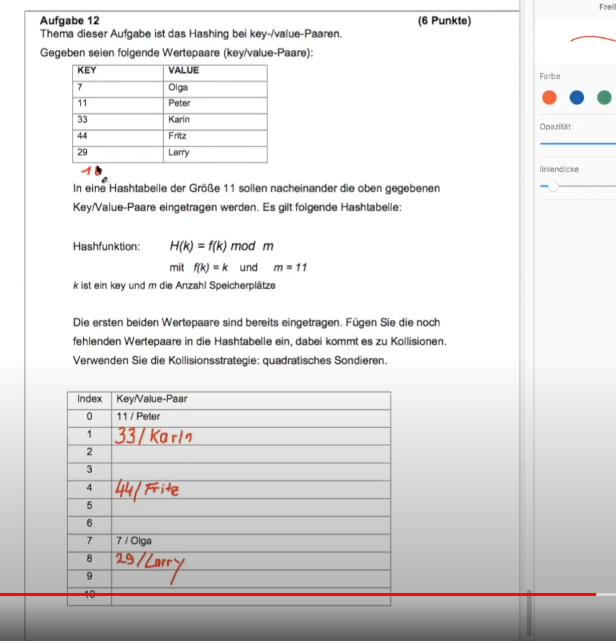 Aufgabe 12 (6 Punkte)
Thema dieser Aufgabe ist das Hashing bei key-/value-Paaren.
Gegeben seien folgende Wertepaare (key/value-Paare):
KEY VALUE
7 Olga
11 Peter
33 Karin
44 Fritz
29 Larry
In eine Hashtabelle der Größe 11 sollen nacheinander die oben gegebenen
Key/Value-Paare eingetragen werden. Es gilt folgende Hashtabelle:
Hashfunktion: H(k) = f(k) mod m
mit f(k) = k und m = 11
k ist ein key und m die Anzahl Speicherplätze
Die ersten beiden Wertepaare sind bereits eingetragen. Fügen Sie die noch
fehlenden Wertepaare in die Hashtabelle ein, dabei kommt es zu Kollisionen.
Verwenden Sie die Kollisionsstrategie: quadratisches Sondieren.
Index Key/Value-Paar
0 11 / Peter
1 33/Karin
2
3
4 44/Fritz
5
6
7 7 / Olga
8 29/Larry
9
10
Frei
Farbe
Opazität
liniendicke